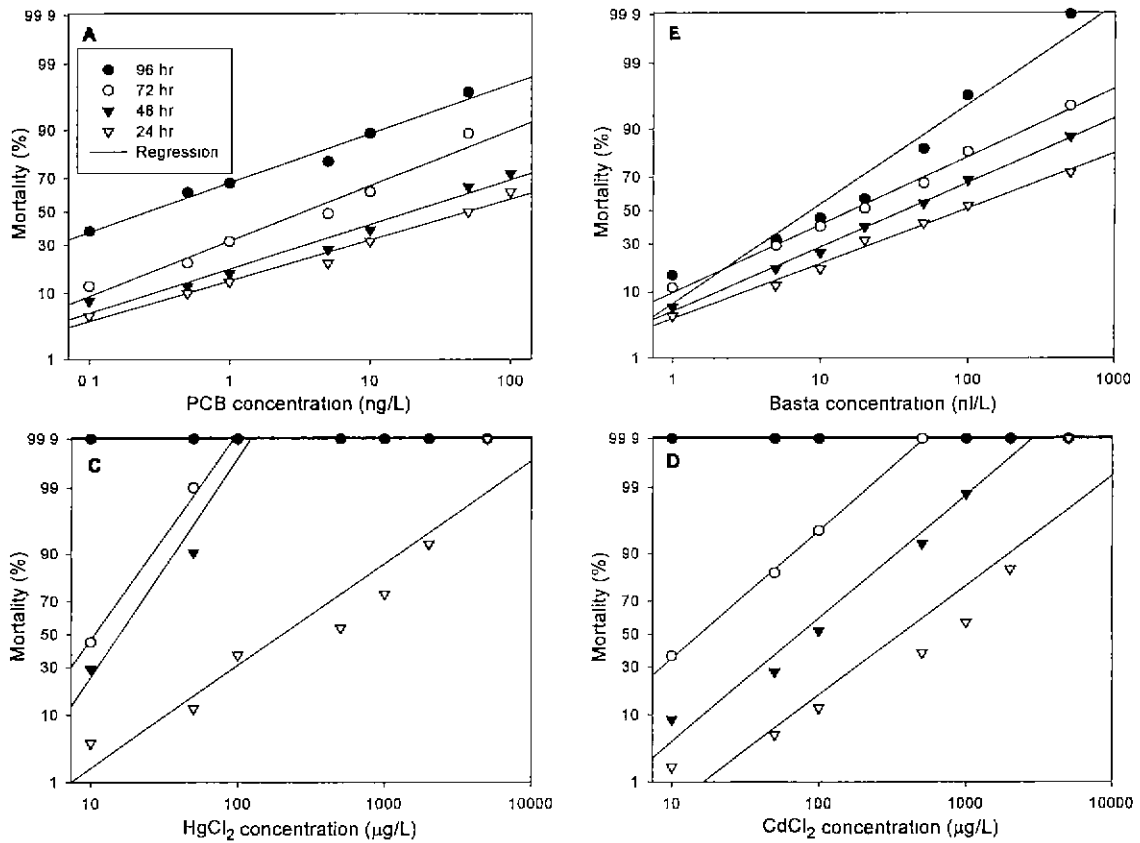 A
99 9
99
90
70
50
30
10
1
Mortality (%)
96 hr
72 hr
48 hr
24 hr
Regression
0 1
1
10
100
PCB concentration (ng/L)
E
99 9
99
90
70
50
30
10
1
Mortality (%)
1
10
100
1000
Basta concentration (nl/L)
C
99 9
99
90
70
50
30
10
1
Mortality (%)
10
100
1000
10000
HgCl₂ concentration (µg/L)
D
99 9
99
90
70
50
30
10
1
Mortality (%)
10
100
1000
10000
CdCl₂ concentration (µg/L)